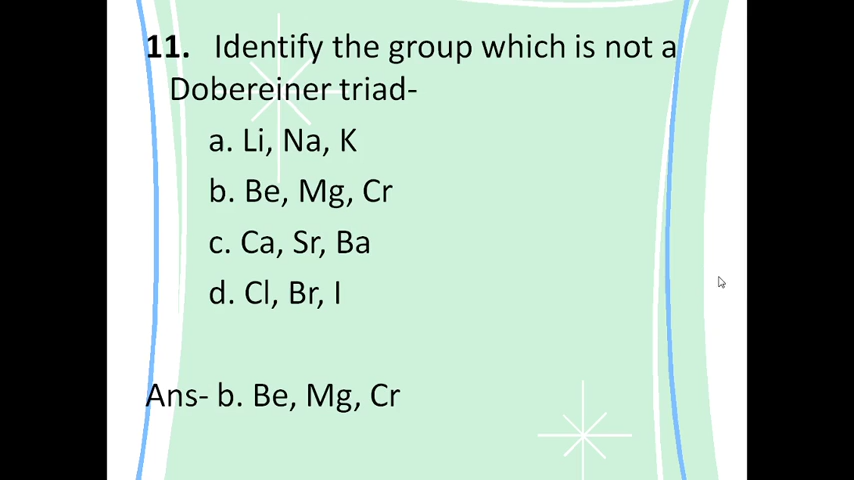 11. Identify the group which is not a
Dobereiner triad-
a. Li, Na, K
b. Be, Mg, Cr
c. Ca, Sr, Ba
d. Cl, Br, I
Ans- b. Be, Mg, Cr